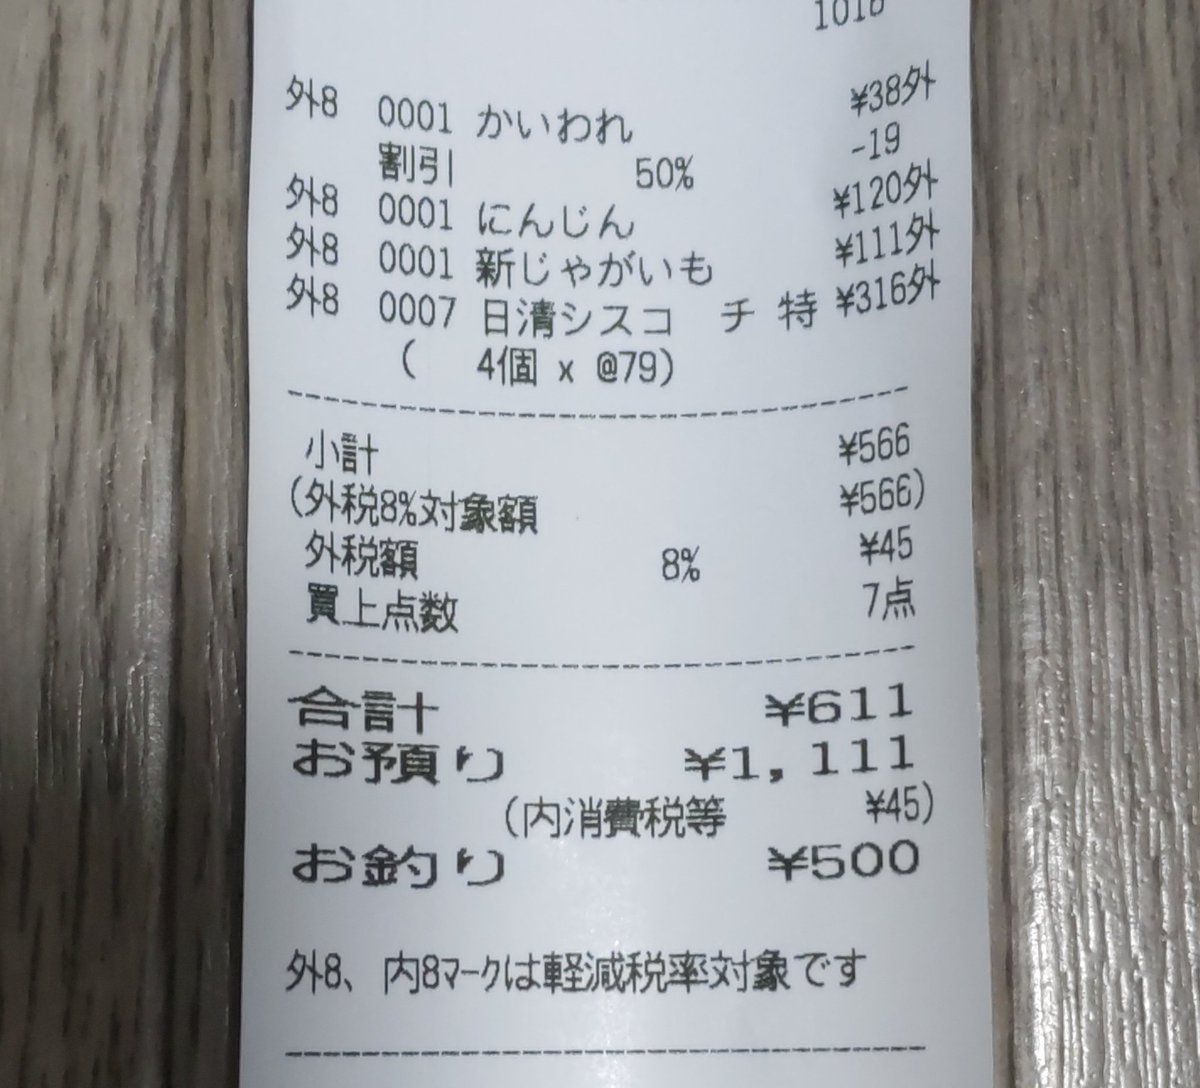 外8 0001 かいわれ ¥38外
割引 50% -19
外8 0001 にんじん ¥120外
外8 0001 新じゃがいも ¥111外
外8 0007 日清シスコ チ 特 ¥316外
( 4個 x @79)
小計 ¥566
(外税8%対象額 ¥566)
外税額 8% ¥45
買上点数 7点
合計 ¥611
お預り ¥1,111
(内消費税等 ¥45)
お釣り ¥500
外8、内8マークは軽減税率対象です